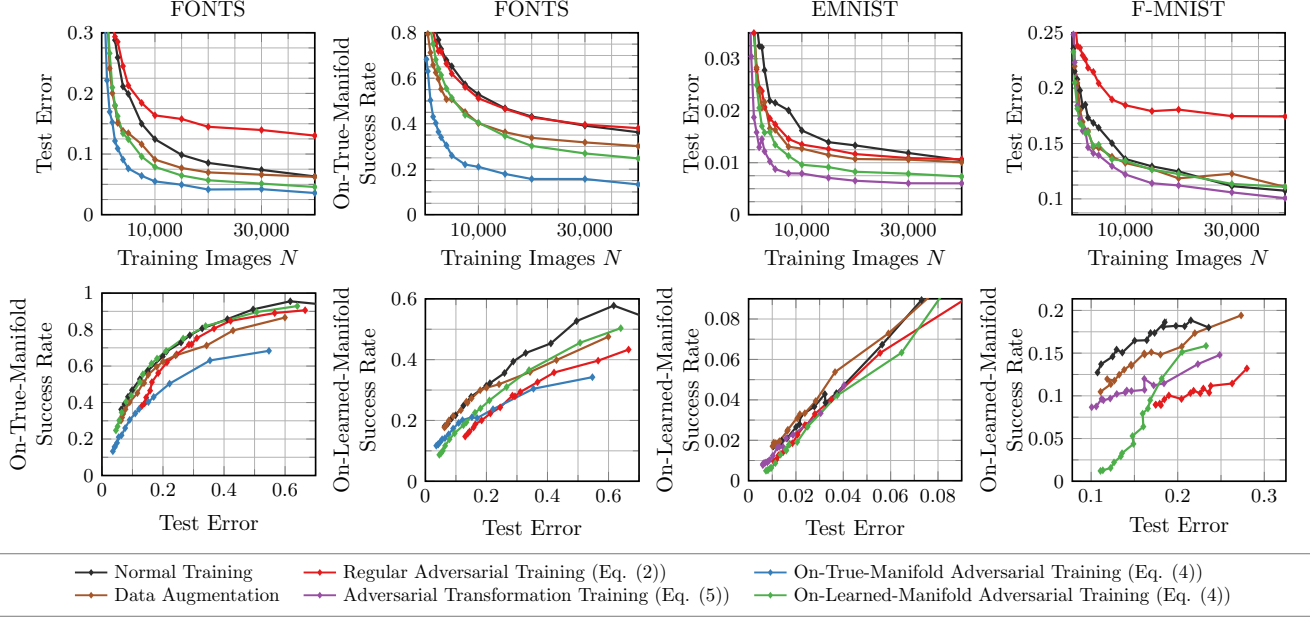 FONTS
FONTS
EMNIST
F-MNIST
Test Error
0.3
0.2
0.1
0
10,000 30,000
Training Images N
On-True-Manifold
Success Rate
0.8
0.6
0.4
0.2
0
10,000 30,000
Training Images N
Test Error
0.03
0.02
0.01
0
10,000 30,000
Training Images N
Test Error
0.25
0.2
0.15
0.1
10,000 30,000
Training Images N
On-True-Manifold
Success Rate
1
0.8
0.6
0.4
0.2
0
0 0.2 0.4 0.6
Test Error
On-Learned-Manifold
Success Rate
0.6
0.4
0.2
0
0 0.2 0.4 0.6
Test Error
On-Learned-Manifold
Success Rate
0.08
0.06
0.04
0.02
0
0 0.02 0.04 0.06 0.08
Test Error
On-Learned-Manifold
Success Rate
0.2
0.15
0.1
0.05
0
0.1 0.2 0.3
Test Error
Normal Training
Regular Adversarial Training (Eq. (2))
On-True-Manifold Adversarial Training (Eq. (4))
Data Augmentation
Adversarial Transformation Training (Eq. (5))
On-Learned-Manifold Adversarial Training (Eq. (4))